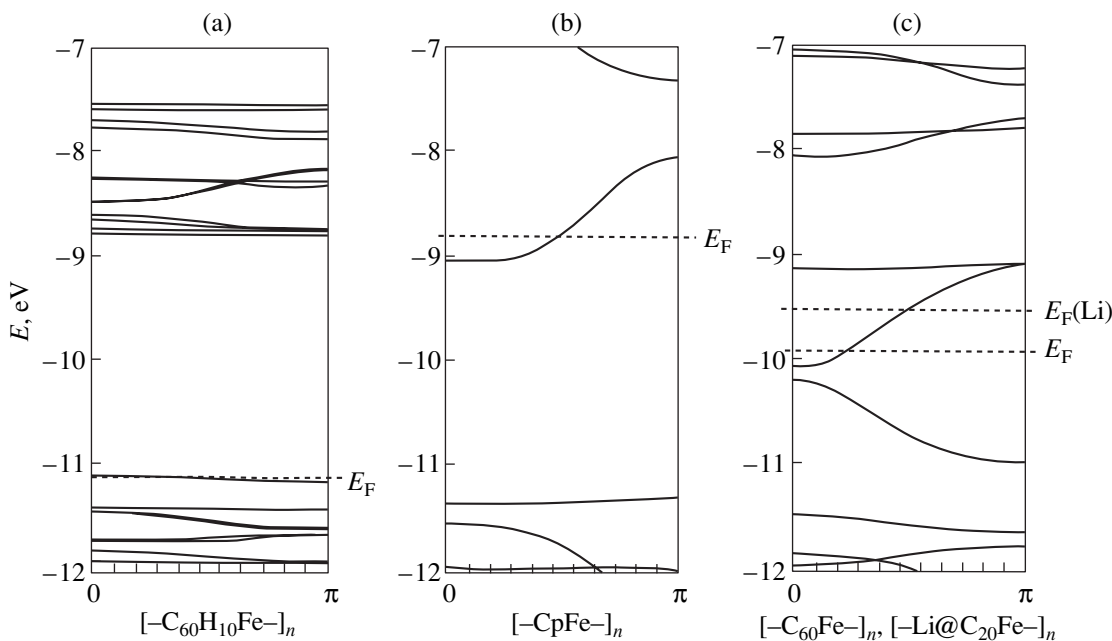 (a) (b) (c)
–7 –7 –7
–8 –8 –8
–9 –9 –9
E_F
E, eV
E_F(Li)
–10 –10 –10
E_F
–11 –11 –11
E_F
–12 –12 –12
0 π 0 π 0 π
[–C₆₀H₁₀Fe–]ₙ [–CpFe–]ₙ [–C₆₀Fe–]ₙ, [–Li@C₂₀Fe–]ₙ